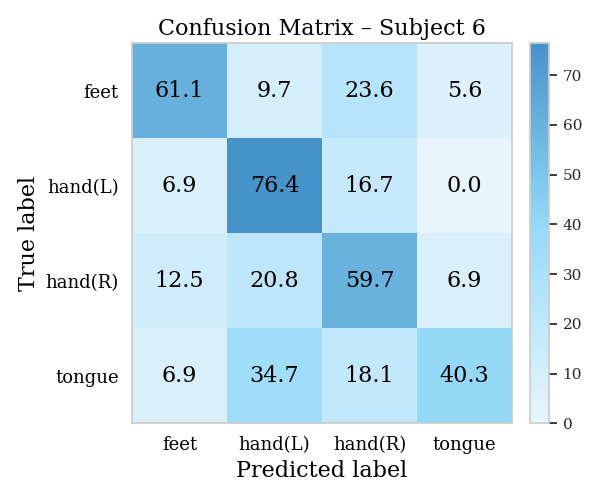 Confusion Matrix – Subject 6
feet 61.1 9.7 23.6 5.6
hand(L) 6.9 76.4 16.7 0.0
hand(R) 12.5 20.8 59.7 6.9
tongue 6.9 34.7 18.1 40.3
feet hand(L) hand(R) tongue
Predicted label
True label
70
60
50
40
30
20
10
0